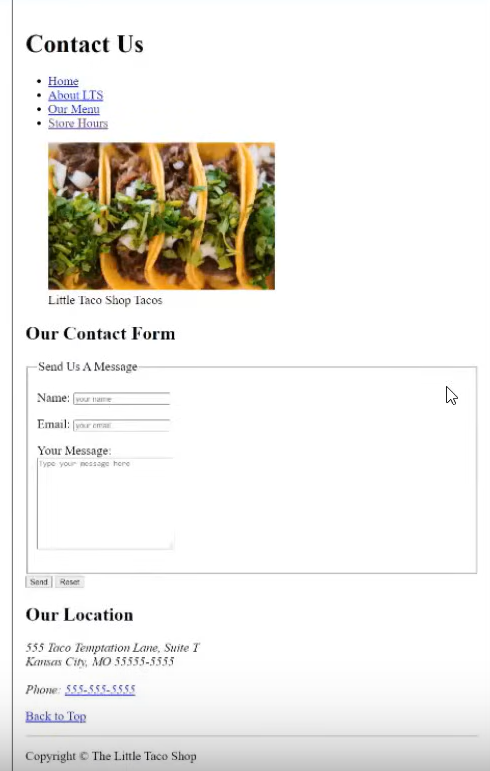 Contact Us
Home
About LTS
Our Menu
Store Hours
Little Taco Shop Tacos
Our Contact Form
Send Us A Message
Name: your name
Email: your email
Your Message:
Type your message here
Send Reset
Our Location
555 Taco Temptation Lane, Suite T
Kansas City, MO 55555-5555
Phone: 555-555-5555
Back to Top
Copyright © The Little Taco Shop